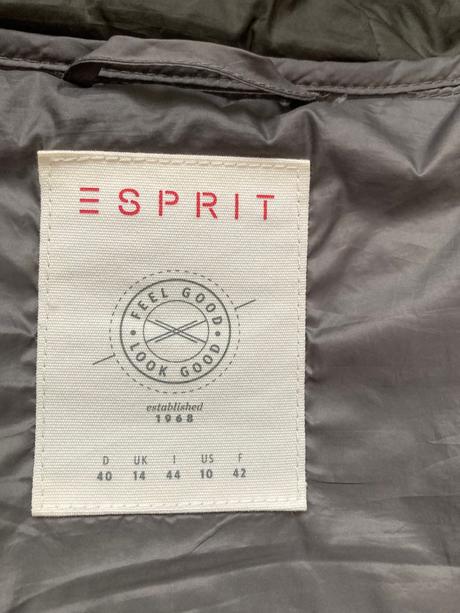 ESPRIT
FEEL GOOD
LOOK GOOD
established
1968
D UK I US F
40 14 44 10 42